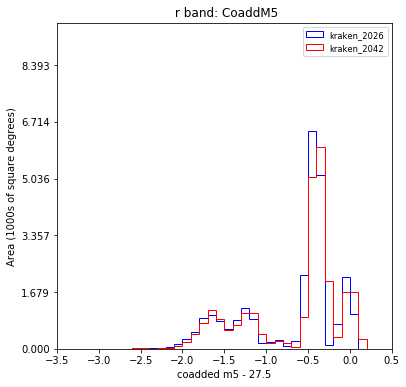 r band: CoaddM5
kraken_2026
kraken_2042
8.393
6.714
5.036
3.357
1.679
0.000
Area (1000s of square degrees)
−3.5 −3.0 −2.5 −2.0 −1.5 −1.0 −0.5 0.0 0.5
coadded m5 - 27.5